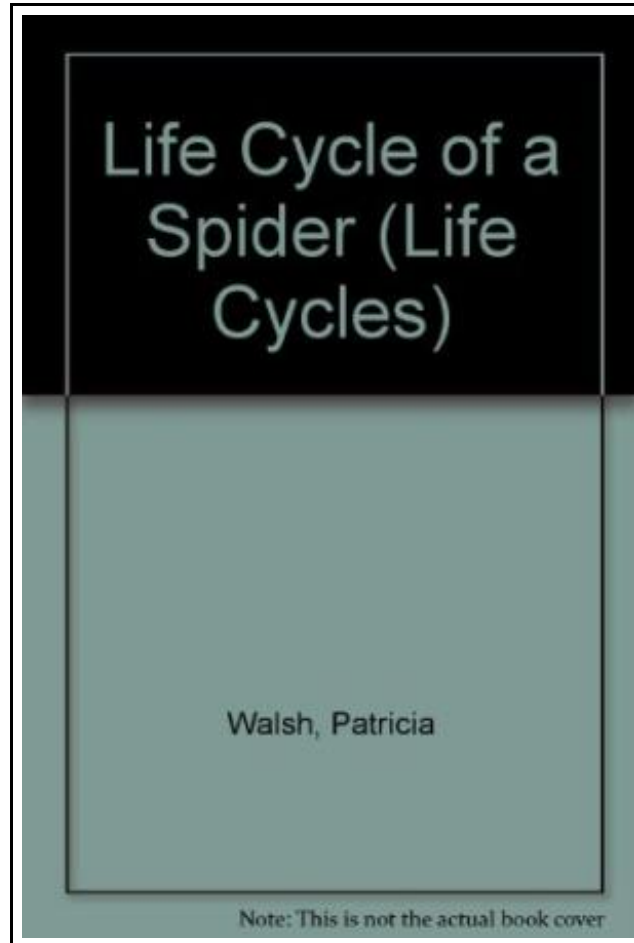 Life Cycle of a
Spider (Life
Cycles)
Walsh, Patricia
Note: This is not the actual book cover